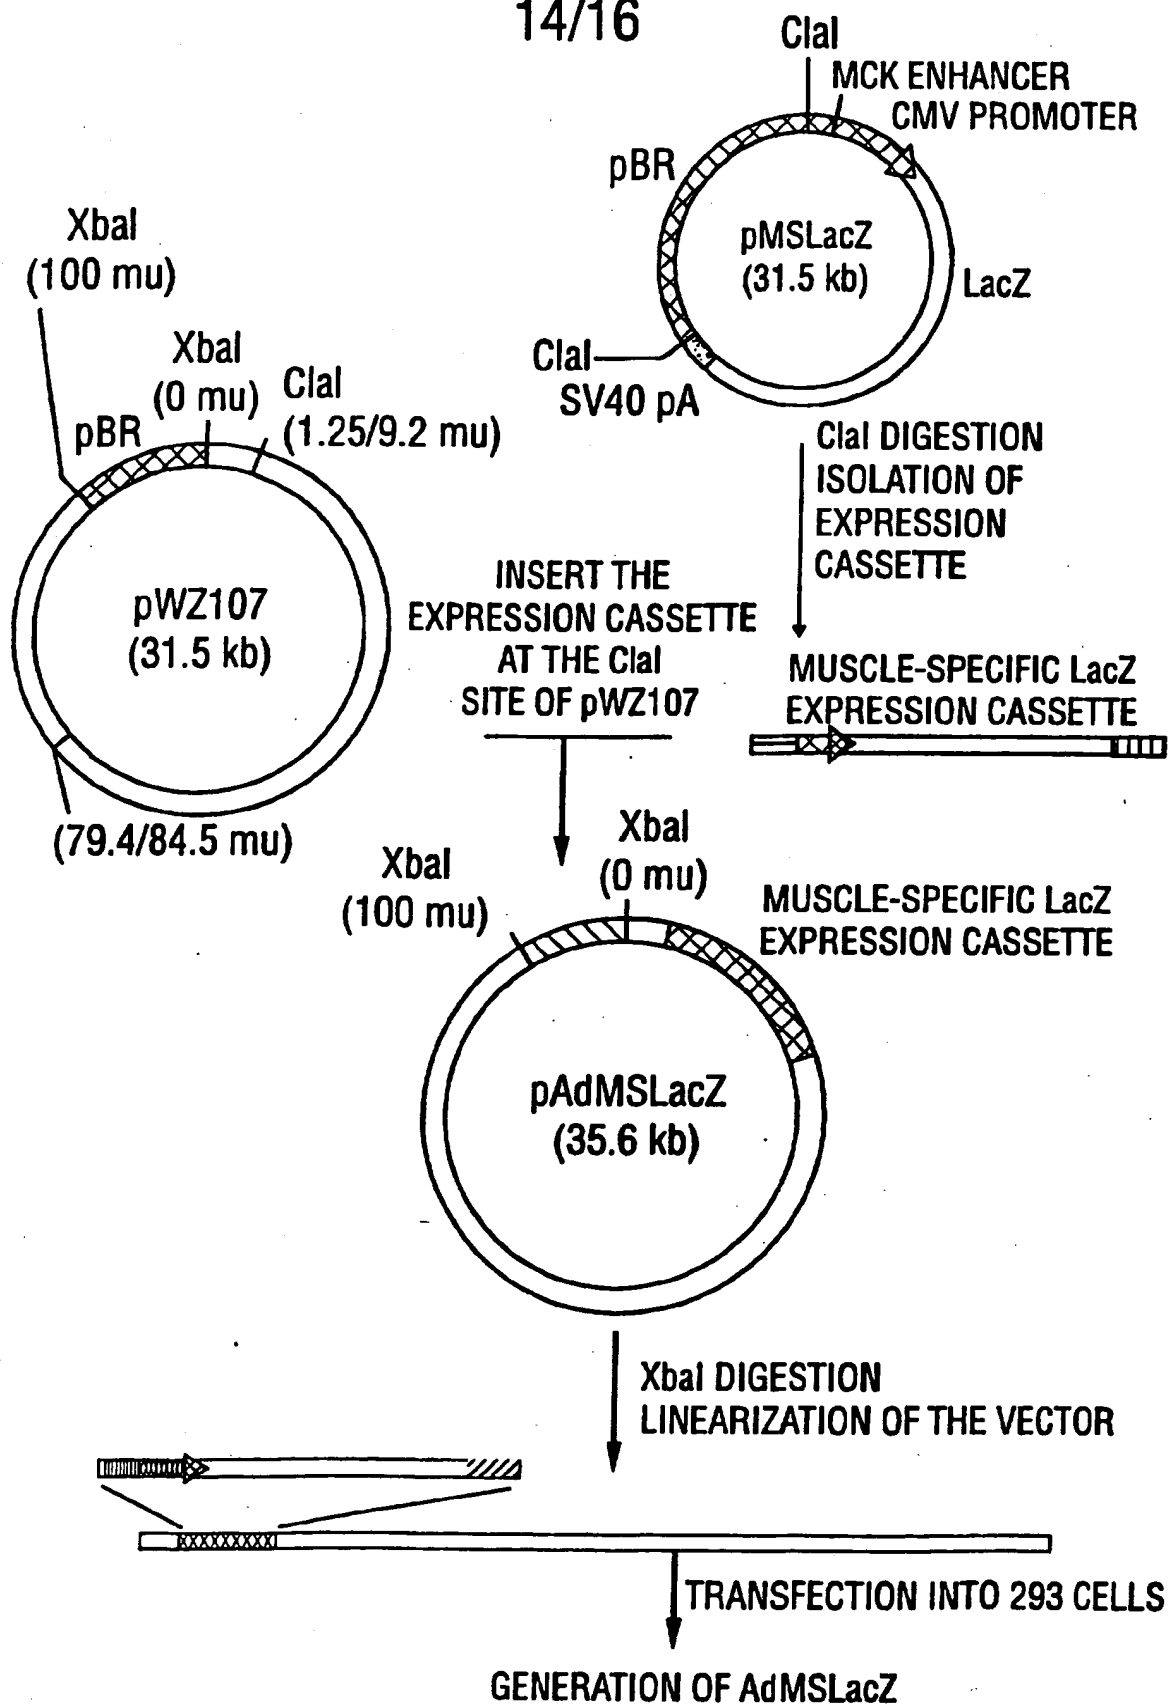 14/16
ClaI
MCK ENHANCER
CMV PROMOTER
pBR
pMSLacZ
(31.5 kb)
LacZ
ClaI
SV40 pA
XbaI
(100 mu)
XbaI
(0 mu)
ClaI
(1.25/9.2 mu)
pBR
pWZ107
(31.5 kb)
(79.4/84.5 mu)
ClaI DIGESTION
ISOLATION OF
EXPRESSION
CASSETTE
INSERT THE
EXPRESSION CASSETTE
AT THE ClaI
SITE OF pWZ107
MUSCLE-SPECIFIC LacZ
EXPRESSION CASSETTE
XbaI
(100 mu)
XbaI
(0 mu)
MUSCLE-SPECIFIC LacZ
EXPRESSION CASSETTE
pAdMSLacZ
(35.6 kb)
XbaI DIGESTION
LINEARIZATION OF THE VECTOR
TRANSFECTION INTO 293 CELLS
GENERATION OF AdMSLacZ